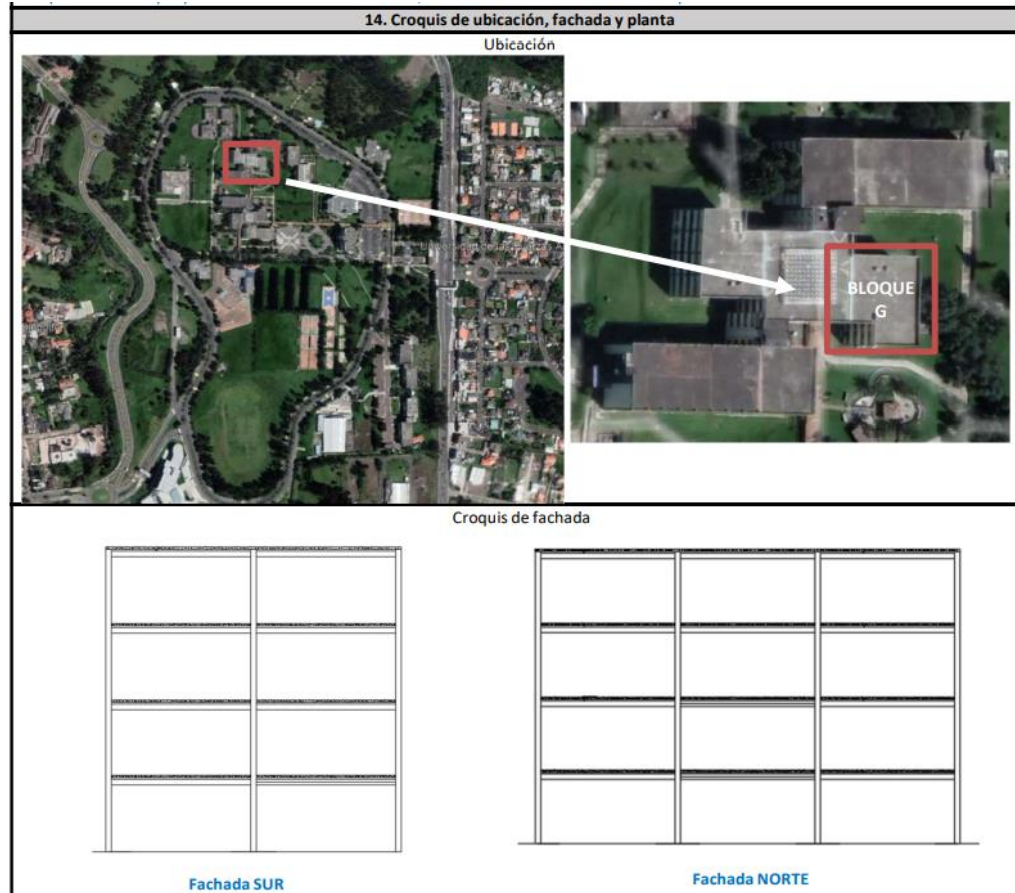 14. Croquis de ubicación, fachada y planta
Ubicación
BLOQUE
G
Croquis de fachada
Fachada SUR
Fachada NORTE